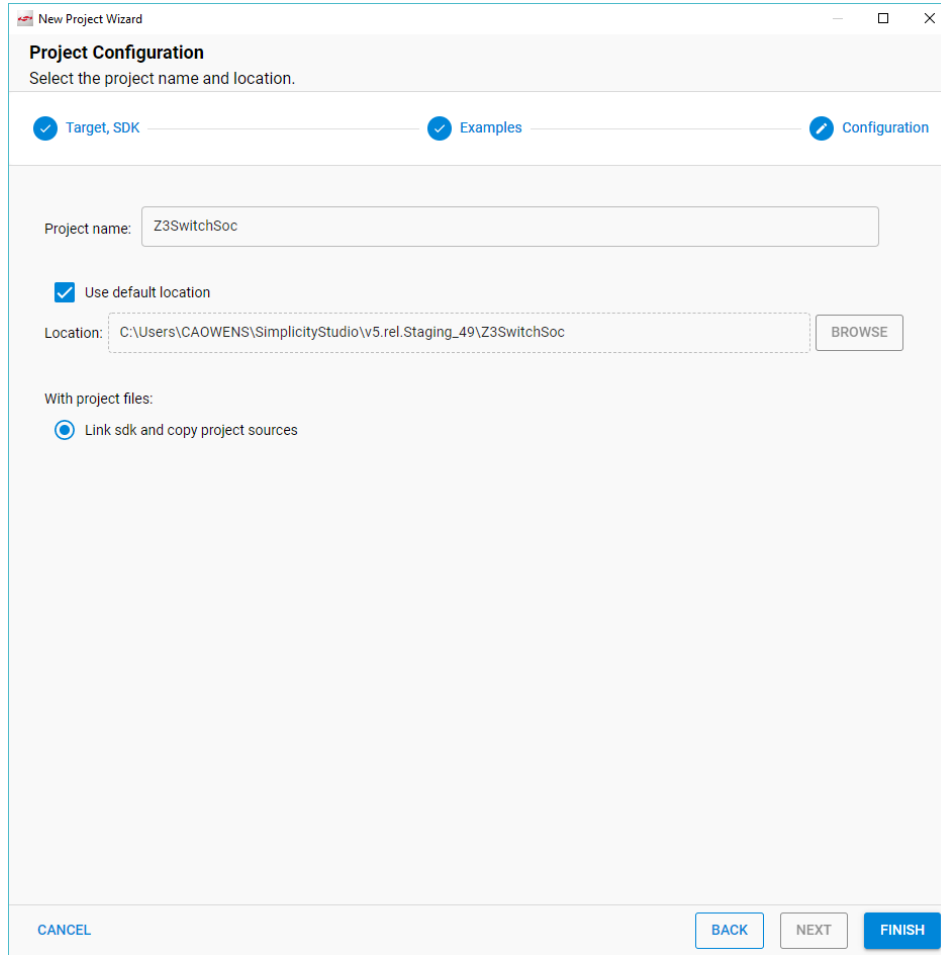 New Project Wizard
Project Configuration
Select the project name and location.
Target, SDK
Examples
Configuration
Project name: Z3SwitchSoc
Use default location
Location: C:\Users\CAOWENS\SimplicityStudio\v5.rel.Staging_49\Z3SwitchSoc BROWSE
With project files:
Link sdk and copy project sources
CANCEL BACK NEXT FINISH